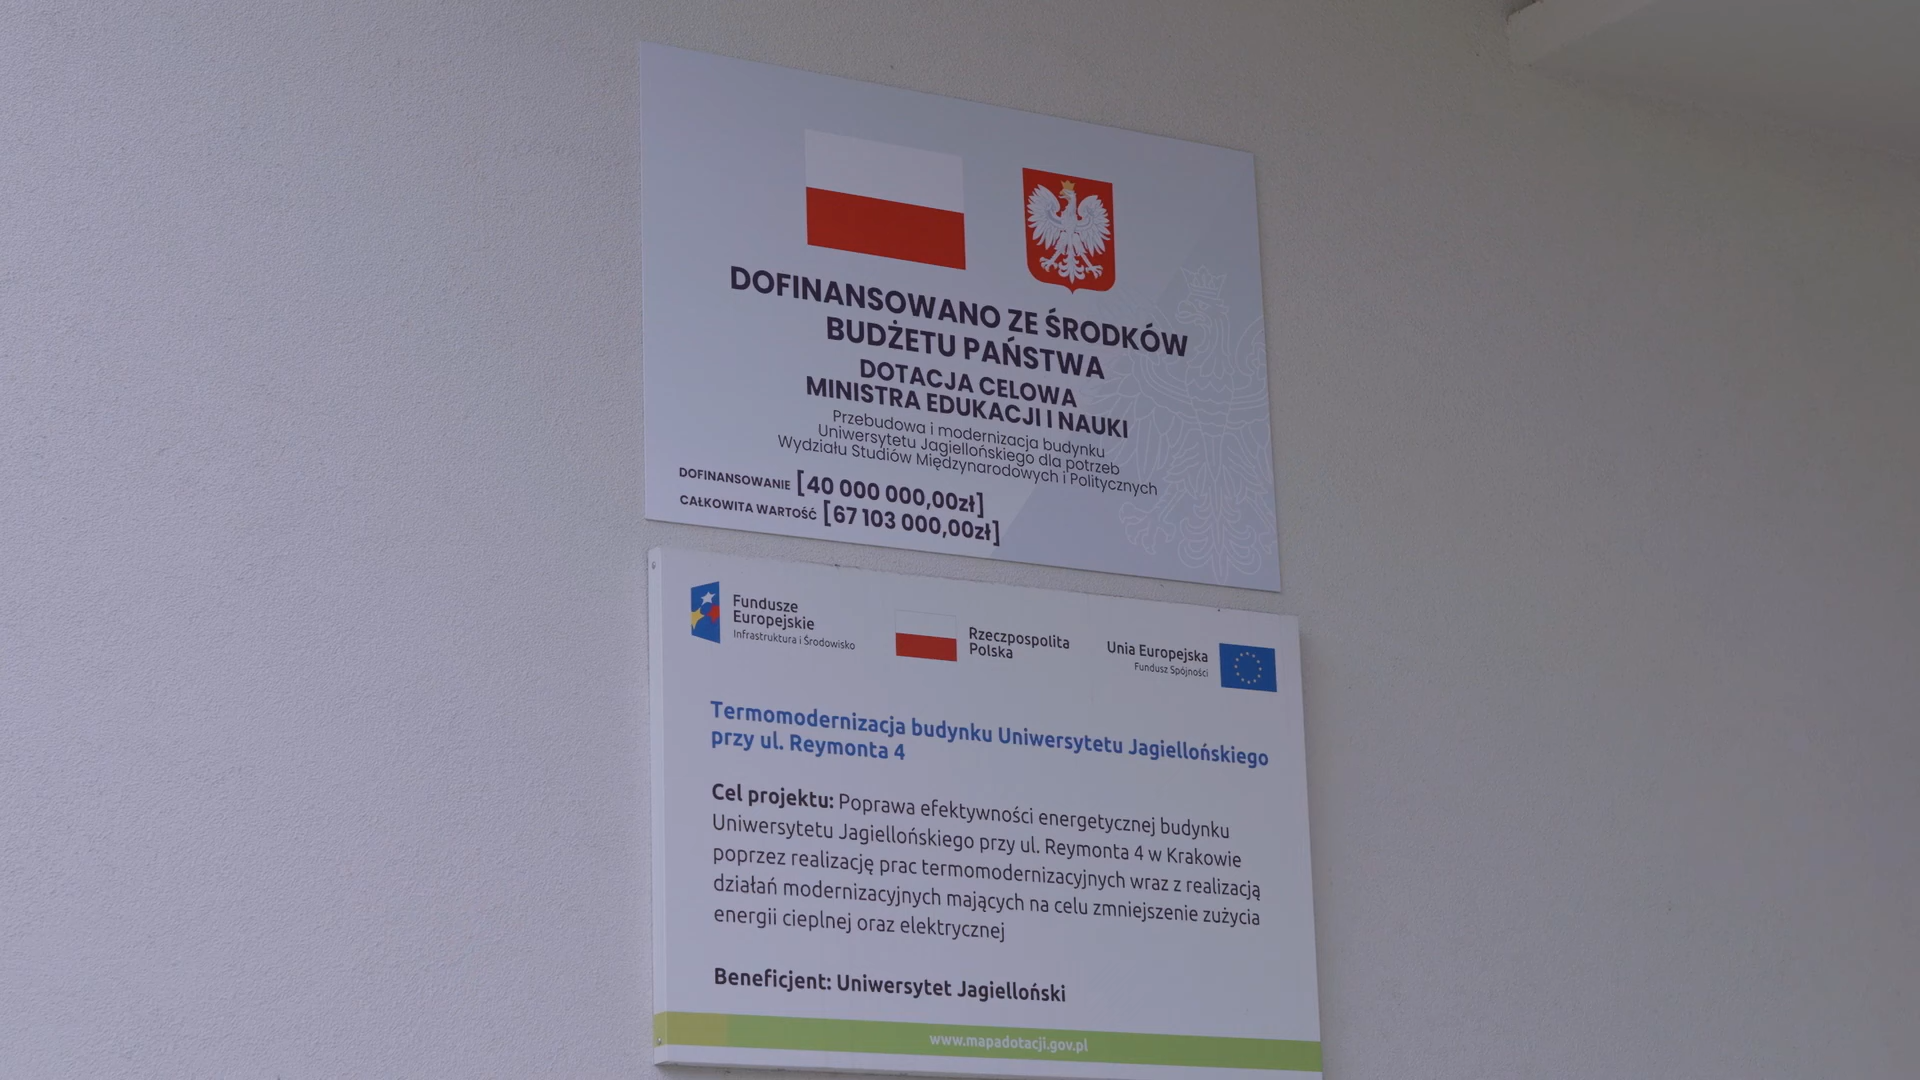 DOFINANSOWANO ZE ŚRODKÓW
BUDŻETU PAŃSTWA
DOTACJA CELOWA
MINISTRA EDUKACJI I NAUKI
Przebudowa i modernizacja budynku
Uniwersytetu Jagiellońskiego dla potrzeb
Wydziału Studiów Międzynarodowych i Politycznych
DOFINANSOWANIE [40 000 000,00zł]
CAŁKOWITA WARTOŚĆ [67 103 000,00zł]
Fundusze
Europejskie
Infrastruktura i Środowisko
Rzeczpospolita
Polska
Unia Europejska
Fundusz Spójności
Termomodernizacja budynku Uniwersytetu Jagiellońskiego
przy ul. Reymonta 4
Cel projektu: Poprawa efektywności energetycznej budynku
Uniwersytetu Jagiellońskiego przy ul. Reymonta 4 w Krakowie
poprzez realizację prac termomodernizacyjnych wraz z realizacją
działań modernizacyjnych mających na celu zmniejszenie zużycia
energii cieplnej oraz elektrycznej
Beneficjent: Uniwersytet Jagielloński
www.mapadotacji.gov.pl